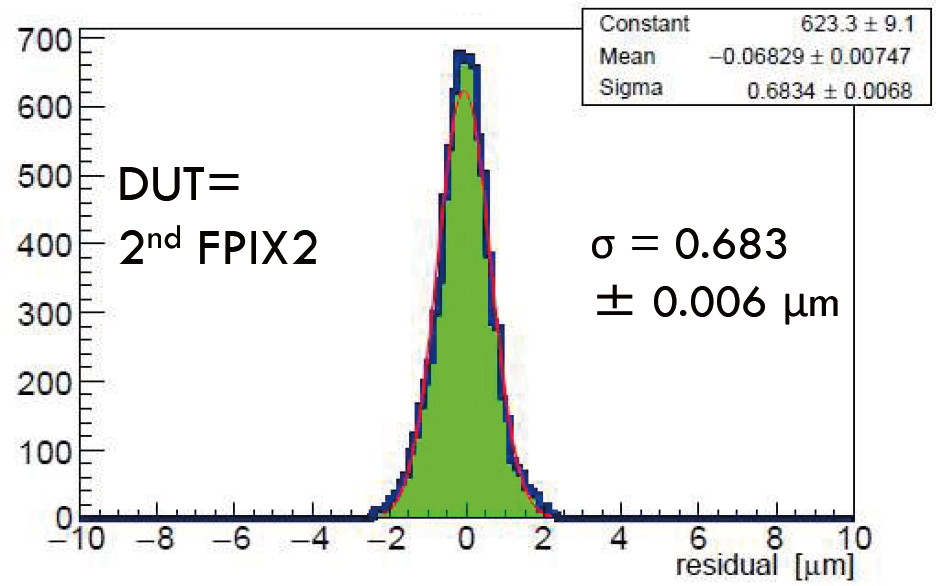 Constant 623.3 ± 9.1
Mean −0.06829 ± 0.00747
Sigma 0.6834 ± 0.0068
700
600
500
400
300
200
100
0
DUT=
2nd FPIX2
σ = 0.683
± 0.006 μm
−10 −8 −6 −4 −2 0 2 4 6 8 10
residual [μm]